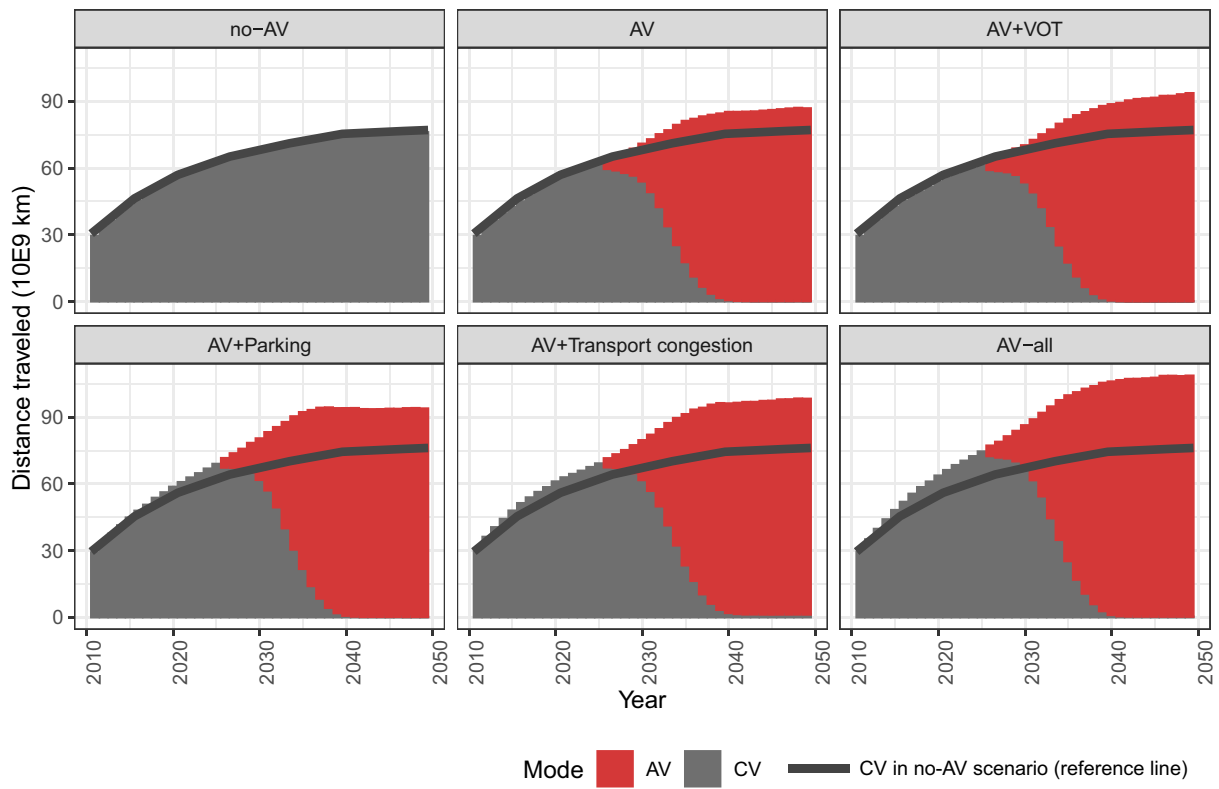 no−AV AV AV+VOT
90
60
30
0
AV+Parking AV+Transport congestion AV−all
90
60
30
0
Distance traveled (10E9 km)
2010 2020 2030 2040 2050 2010 2020 2030 2040 2050 2010 2020 2030 2040 2050
Year
Mode AV CV CV in no-AV scenario (reference line)